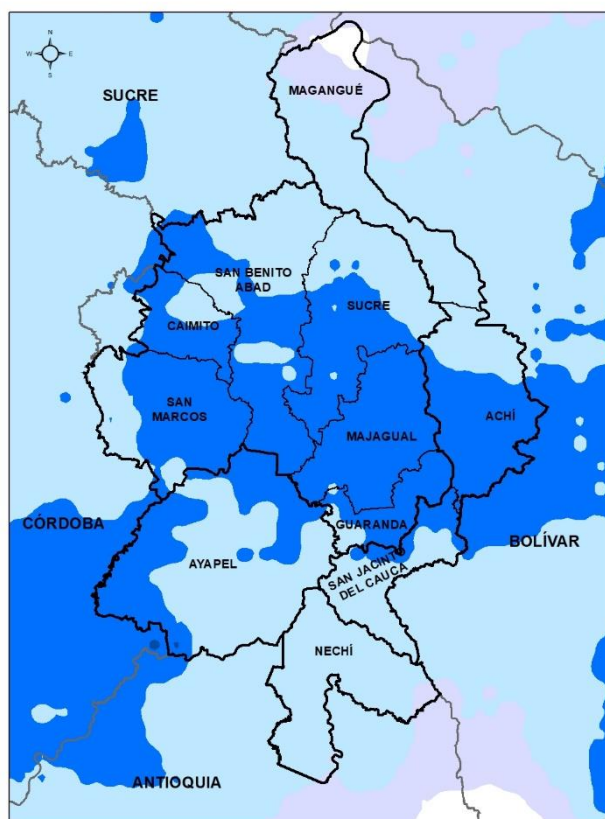 N
W E
S
SUCRE
MAGANGUÉ
SAN BENITO
ABAD
SUCRE
CAIMITO
SAN
MARCOS
MAJAGUAL
ACHÍ
CÓRDOBA
GUARANDA
BOLÍVAR
AYAPEL
SAN JACINTO
DEL CAUCA
NECHÍ
ANTIOQUIA